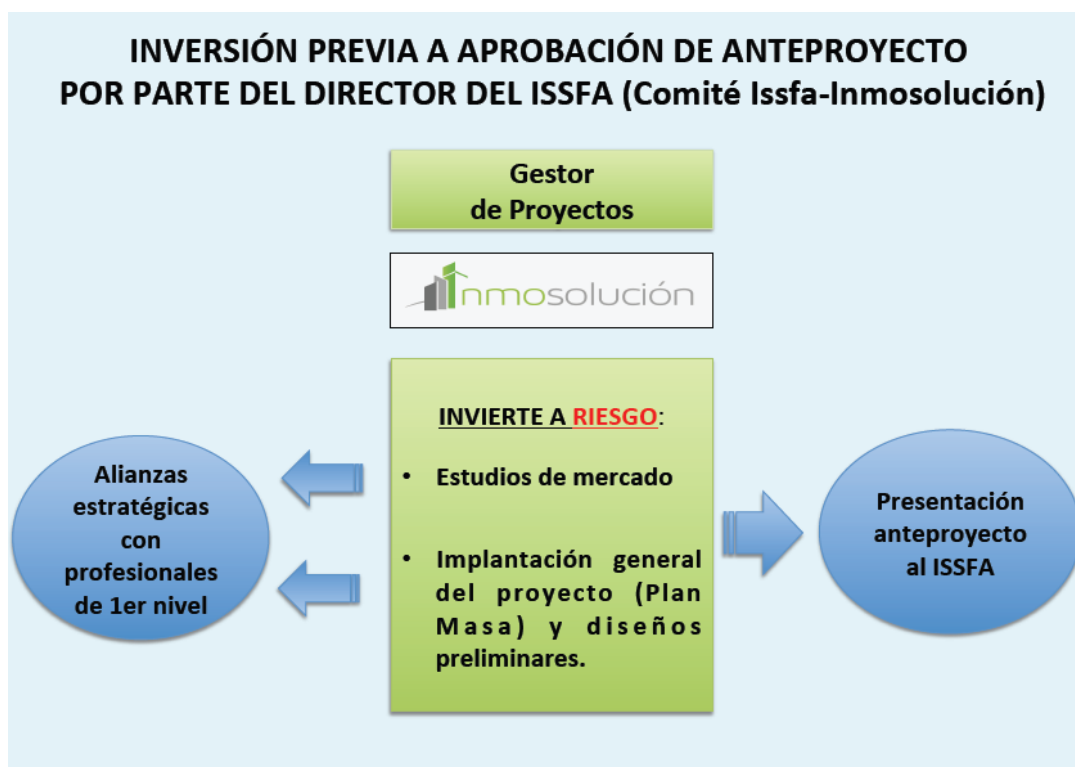 INVERSIÓN PREVIA A APROBACIÓN DE ANTEPROYECTO
POR PARTE DEL DIRECTOR DEL ISSFA (Comité Issfa-Inmosolución)
Gestor
de Proyectos
Inmosolución
INVIERTE A RIESGO:
• Estudios de mercado
• Implantación general
del proyecto (Plan
Masa) y diseños
preliminares.
Alianzas
estratégicas
con
profesionales
de 1er nivel
Presentación
anteproyecto
al ISSFA